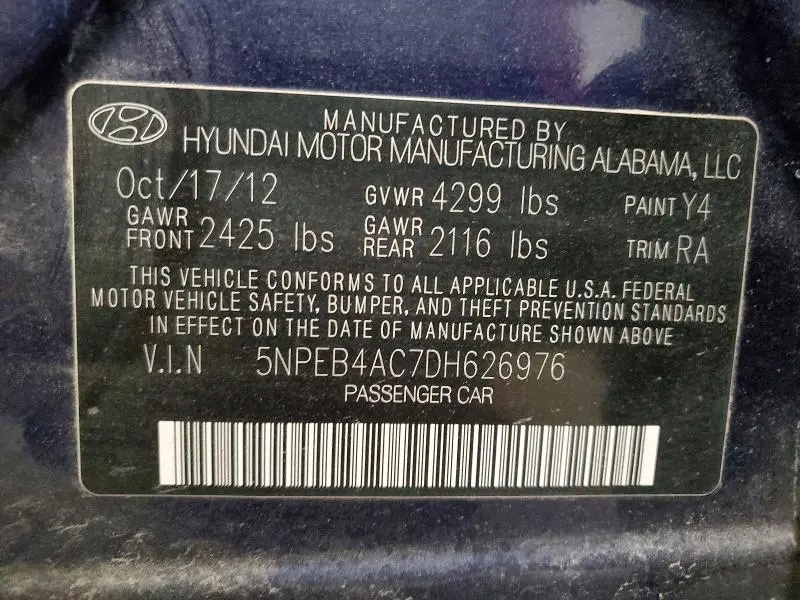 MANUFACTURED BY
HYUNDAI MOTOR MANUFACTURING ALABAMA, LLC
Oct/17/12 GVWR 4299 lbs PAINT Y4
GAWR FRONT 2425 lbs GAWR REAR 2116 lbs TRIM RA
THIS VEHICLE CONFORMS TO ALL APPLICABLE U.S.A. FEDERAL
MOTOR VEHICLE SAFETY, BUMPER, AND THEFT PREVENTION STANDARDS
IN EFFECT ON THE DATE OF MANUFACTURE SHOWN ABOVE
V.I.N 5NPEB4AC7DH626976
PASSENGER CAR